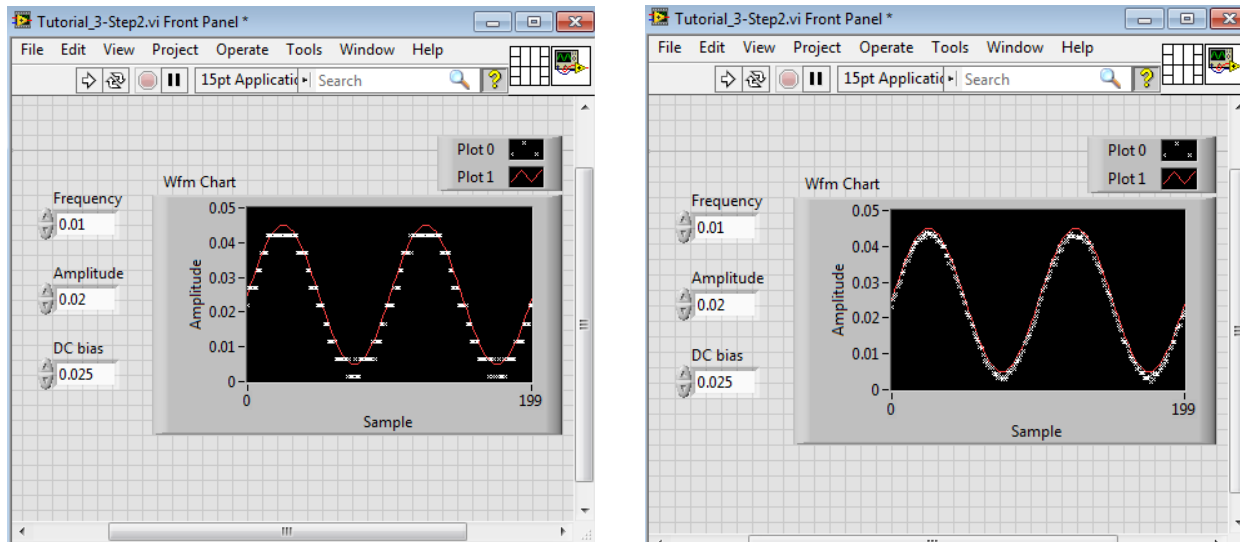 Tutorial_3-Step2.vi Front Panel *
File Edit View Project Operate Tools Window Help
15pt Applicatic Search
Plot 0
Plot 1
Wfm Chart
Frequency
0.01
Amplitude
0.02
DC bias
0.025
Amplitude
0.05
0.04
0.03
0.02
0.01
0
0 199
Sample
Tutorial_3-Step2.vi Front Panel *
File Edit View Project Operate Tools Window Help
15pt Applicatic Search
Plot 0
Plot 1
Wfm Chart
Frequency
0.01
Amplitude
0.02
DC bias
0.025
Amplitude
0.05
0.04
0.03
0.02
0.01
0
0 199
Sample